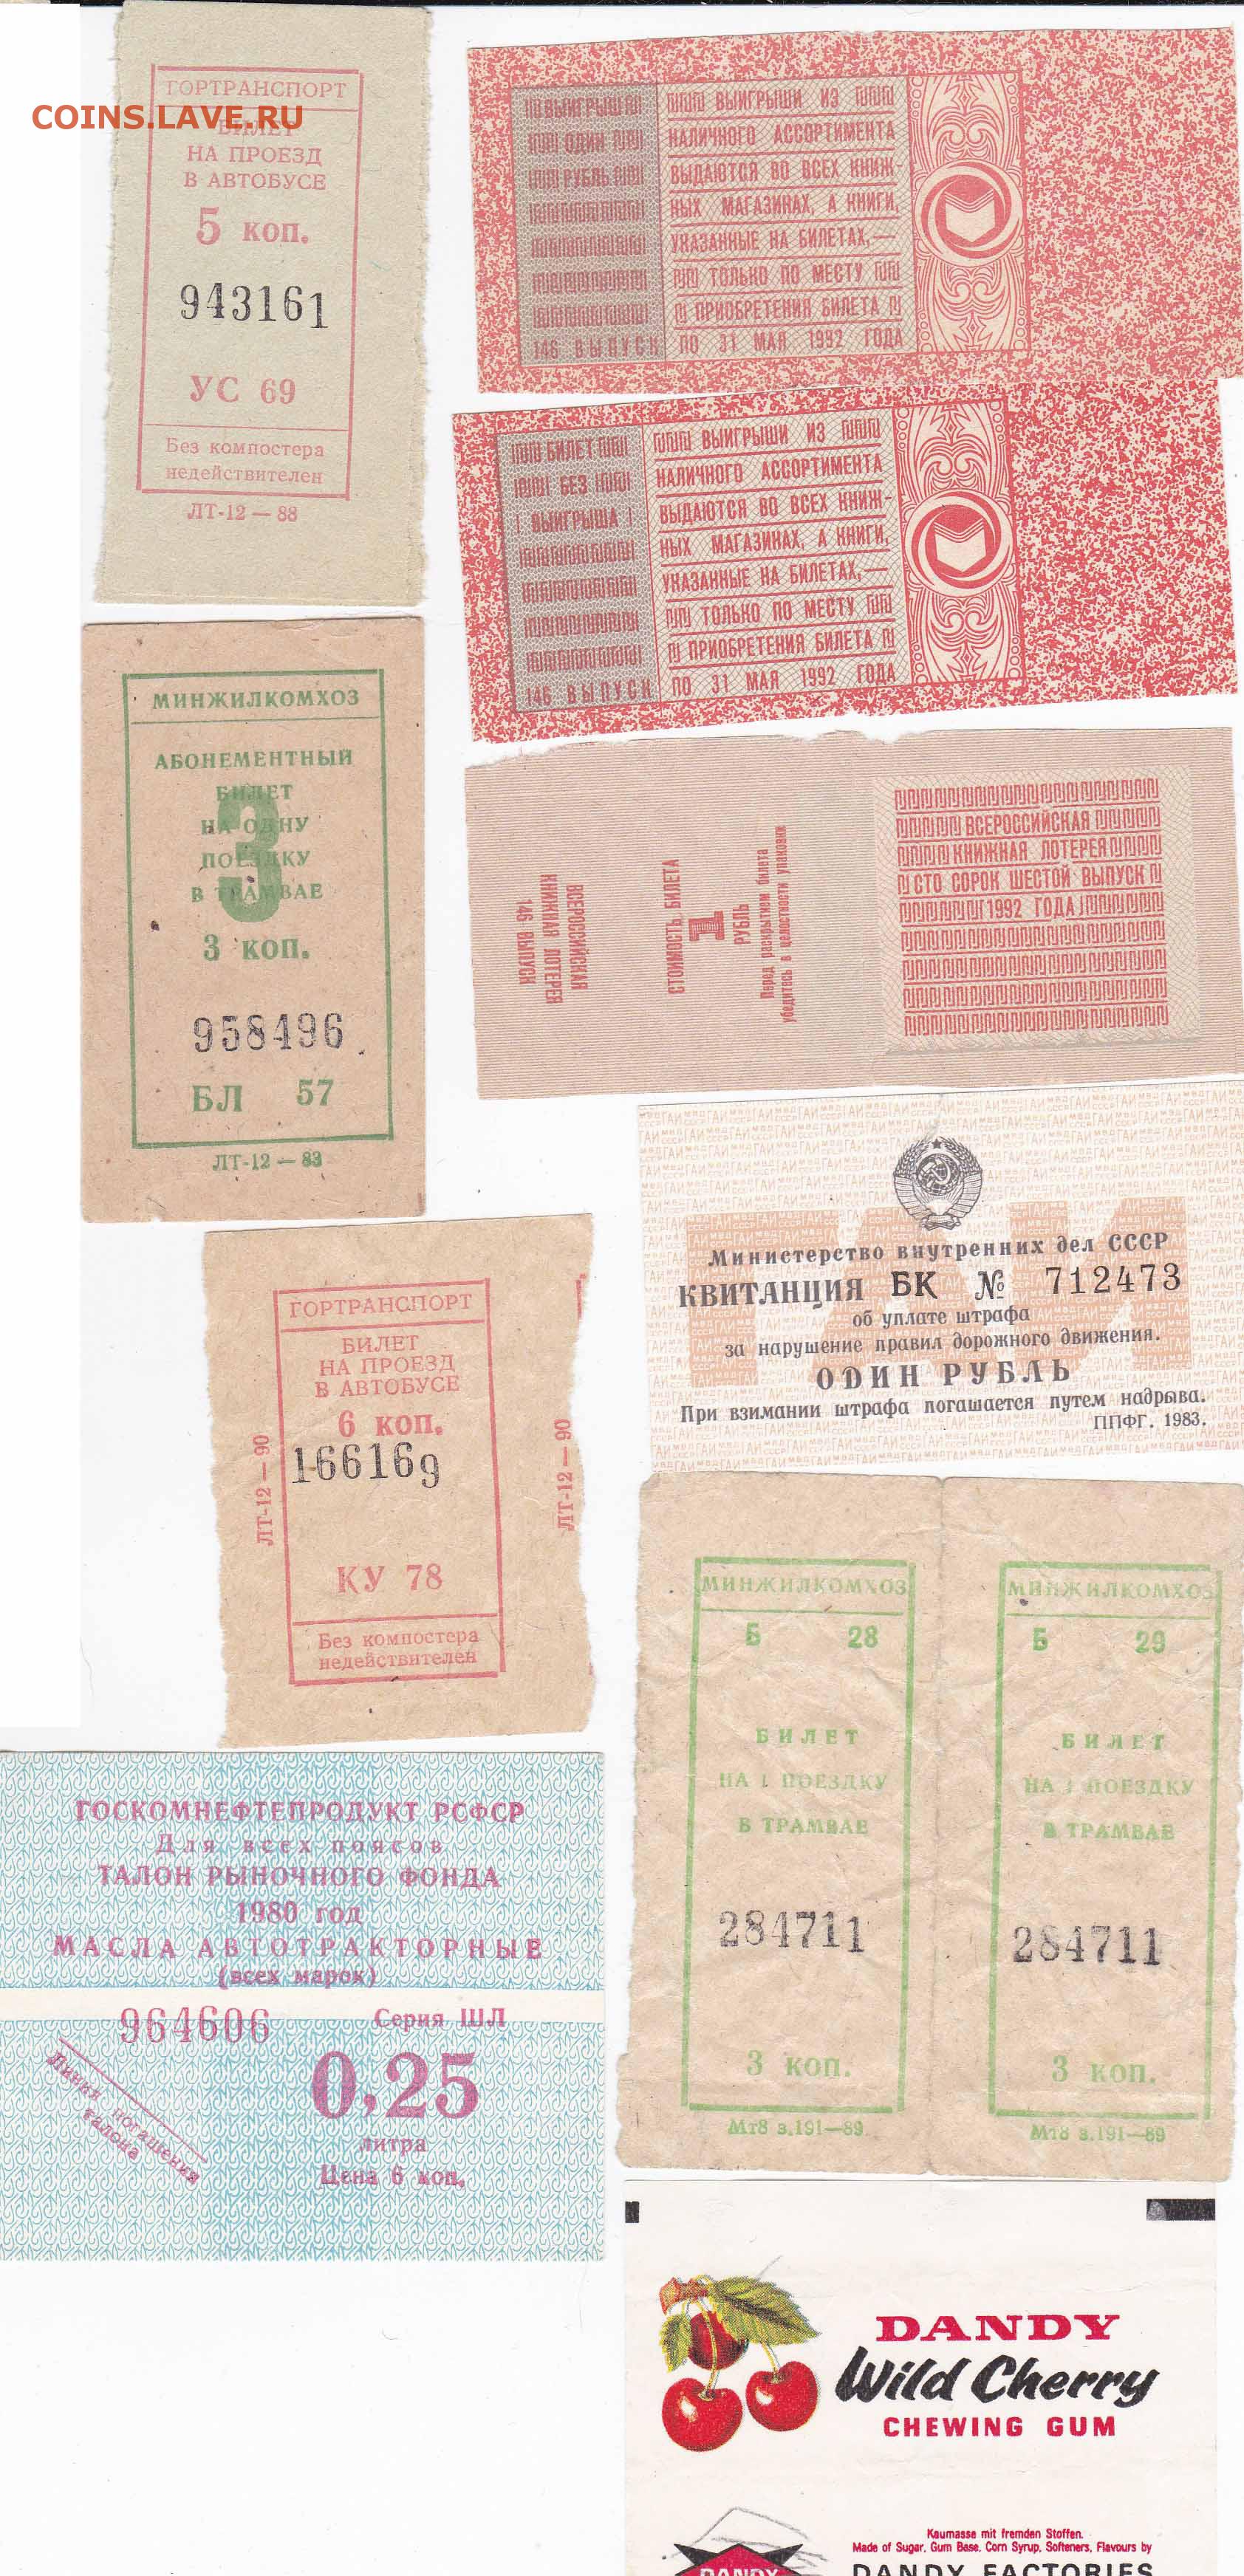 COINS.LAVE.RU
ГОРТРАНСПОРТ
БИЛЕТ
НА ПРОЕЗД
В АВТОБУСЕ
5 коп.
943161
УС 69
Без компостера
недействителен
ЛТ-12 — 88
ВЫИГРЫШ
ОДИН
РУБЛЬ
146 ВЫПУСК
ВЫИГРЫШИ ИЗ
НАЛИЧНОГО АССОРТИМЕНТА
ВЫДАЮТСЯ ВО ВСЕХ КНИЖ-
НЫХ МАГАЗИНАХ, А КНИГИ,
УКАЗАННЫЕ НА БИЛЕТАХ,—
ТОЛЬКО ПО МЕСТУ
ПРИОБРЕТЕНИЯ БИЛЕТА
ПО 31 МАЯ 1992 ГОДА
БИЛЕТ
БЕЗ
ВЫИГРЫША
146 ВЫПУСК
ВЫИГРЫШИ ИЗ
НАЛИЧНОГО АССОРТИМЕНТА
ВЫДАЮТСЯ ВО ВСЕХ КНИЖ-
НЫХ МАГАЗИНАХ, А КНИГИ,
УКАЗАННЫЕ НА БИЛЕТАХ,—
ТОЛЬКО ПО МЕСТУ
ПРИОБРЕТЕНИЯ БИЛЕТА
ПО 31 МАЯ 1992 ГОДА
МИНЖИЛКОМХОЗ
АБОНЕМЕНТНЫЙ
БИЛЕТ
НА ОДНУ
ПОЕЗДКУ
В ТРАМВАЕ
3
3 коп.
958496
БЛ 57
ЛТ-12 — 83
ВСЕРОССИЙСКАЯ
КНИЖНАЯ ЛОТЕРЕЯ
146 ВЫПУСК
СТОИМОСТЬ БИЛЕТА
1
РУБЛЬ
Перед раскрытием билета
убедитесь в целостности упаковки
ВСЕРОССИЙСКАЯ
КНИЖНАЯ ЛОТЕРЕЯ
СТО СОРОК ШЕСТОЙ ВЫПУСК
1992 ГОДА
ГАИ
Министерство внутренних дел СССР
КВИТАНЦИЯ БК № 712473
об уплате штрафа
за нарушение правил дорожного движения.
ОДИН РУБЛЬ
При взимании штрафа погашается путем надрыва.
ППФГ. 1983.
ГОРТРАНСПОРТ
БИЛЕТ
НА ПРОЕЗД
В АВТОБУСЕ
6 коп.
166169
КУ 78
Без компостера
недействителен
ЛТ-12 — 90
ЛТ-12 — 90
МИНЖИЛКОМХОЗ
Б 28
БИЛЕТ
НА 1 ПОЕЗДКУ
В ТРАМВАЕ
284711
3 коп.
Мт8 з.191—89
МИНЖИЛКОМХОЗ
Б 29
БИЛЕТ
НА 1 ПОЕЗДКУ
В ТРАМВАЕ
284711
3 коп.
Мт8 з.191—89
ГОСКОМНЕФТЕПРОДУКТ РСФСР
Для всех поясов
ТАЛОН РЫНОЧНОГО ФОНДА
1980 год
МАСЛА АВТОТРАКТОРНЫЕ
(всех марок)
964606 Серия ШЛ
0,25
литра
Цена 6 коп.
Линия погашения
талона
DANDY
Wild Cherry
CHEWING GUM
Kaumasse mit fremden Stoffen.
Made of Sugar, Gum Base, Corn Syrup, Softeners, Flavours by
DANDY FACTORIES
DANDY